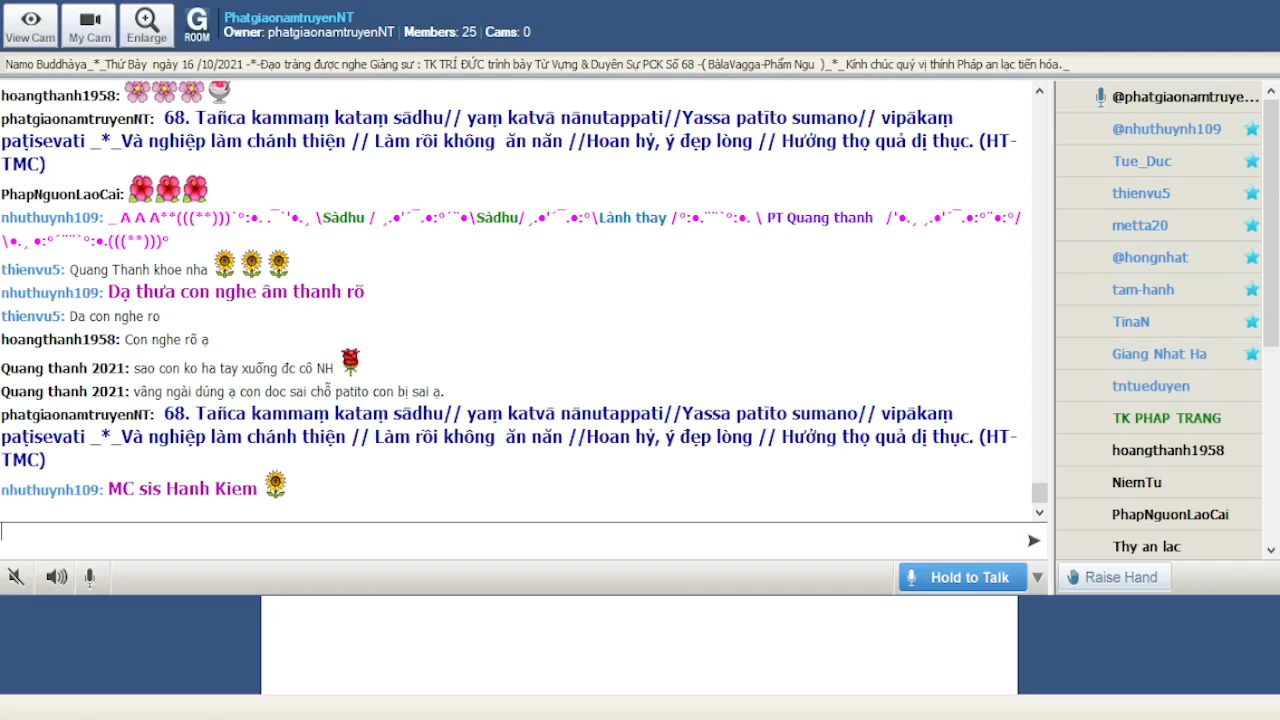 View Cam
My Cam
Enlarge
G
ROOM
PhatgiaonamtruyenNT
Owner: phatgiaonamtruyenNT | Members: 25 | Cams: 0
Namo Buddhàya_*_Thứ Bảy ngày 16 /10/2021 -*-Đạo tràng được nghe Giảng sư : TK TRÍ ĐỨC trình bày Từ Vựng & Duyên Sự PCK Số 68 -( BàlaVagga-Phẩm Ngu )_*_Kính chúc quý vị thính Pháp an lạc tiến hóa._
hoangthanh1958:
phatgiaonamtruyenNT: 68. Tañca kammaṃ kataṃ sādhu// yaṃ katvā nānutappati//Yassa patīto sumano// vipākaṃ
paṭisevati _*_Và nghiệp làm chánh thiện // Làm rồi không ăn năn //Hoan hỷ, ý đẹp lòng // Hưởng thọ quả dị thục. (HT-
TMC)
PhapNguonLaoCai:
nhuthuynh109: _ A A A**(((**)))`º:•. .¯`'•.¸ \Sàdhu / ¸.•'´¯.•:º´¨•\Sàdhu/ ¸.•'´¯.•:º\Lành thay /º:•.¨¨`º:•. \ PT Quang thanh /'•.¸ ¸.•'´¯.•:º¨•:º/
\•.¸ •:º´¨¨`º:•.(((**)))º
thienvu5: Quang Thanh khoe nha
nhuthuynh109: Dạ thưa con nghe âm thanh rõ
thienvu5: Da con nghe ro
hoangthanh1958: Con nghe rõ ạ
Quang thanh 2021: sao con ko ha tay xuống đc cô NH
Quang thanh 2021: vâng ngài dúng ạ con doc sai chỗ patito con bị sai ạ.
phatgiaonamtruyenNT: 68. Tañca kammaṃ kataṃ sādhu// yaṃ katvā nānutappati//Yassa patīto sumano// vipākaṃ
paṭisevati _*_Và nghiệp làm chánh thiện // Làm rồi không ăn năn //Hoan hỷ, ý đẹp lòng // Hưởng thọ quả dị thục. (HT-
TMC)
nhuthuynh109: MC sis Hanh Kiem
Hold to Talk
@phatgiaonamtruye...
@nhuthuynh109
Tue_Duc
thienvu5
metta20
@hongnhat
tam-hanh
TinaN
Giang Nhat Ha
tntueduyen
TK PHAP TRANG
hoangthanh1958
NiemTu
PhapNguonLaoCai
Thy an lac
Raise Hand